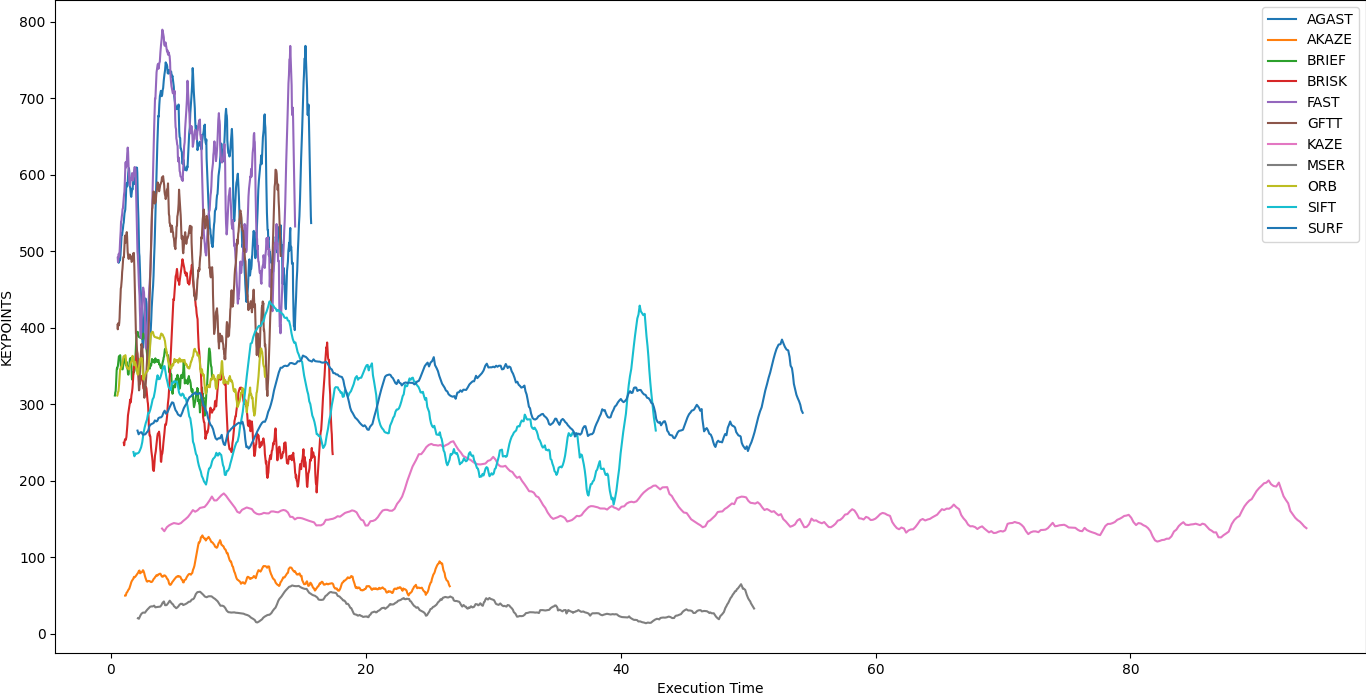 800
700
600
500
400
300
200
100
0
KEYPOINTS
0 20 40 60 80
Execution Time
AGAST
AKAZE
BRIEF
BRISK
FAST
GFTT
KAZE
MSER
ORB
SIFT
SURF